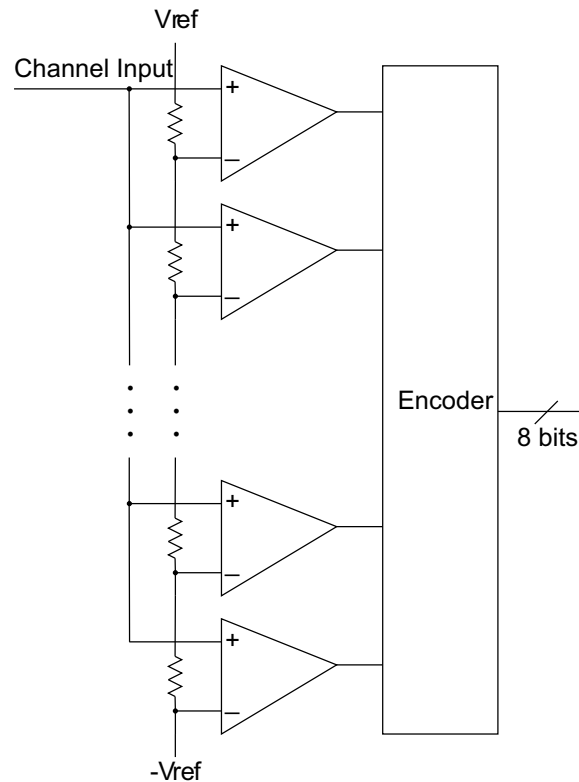 Vref
Channel Input
+
−
+
−
Encoder
8 bits
+
−
+
−
-Vref